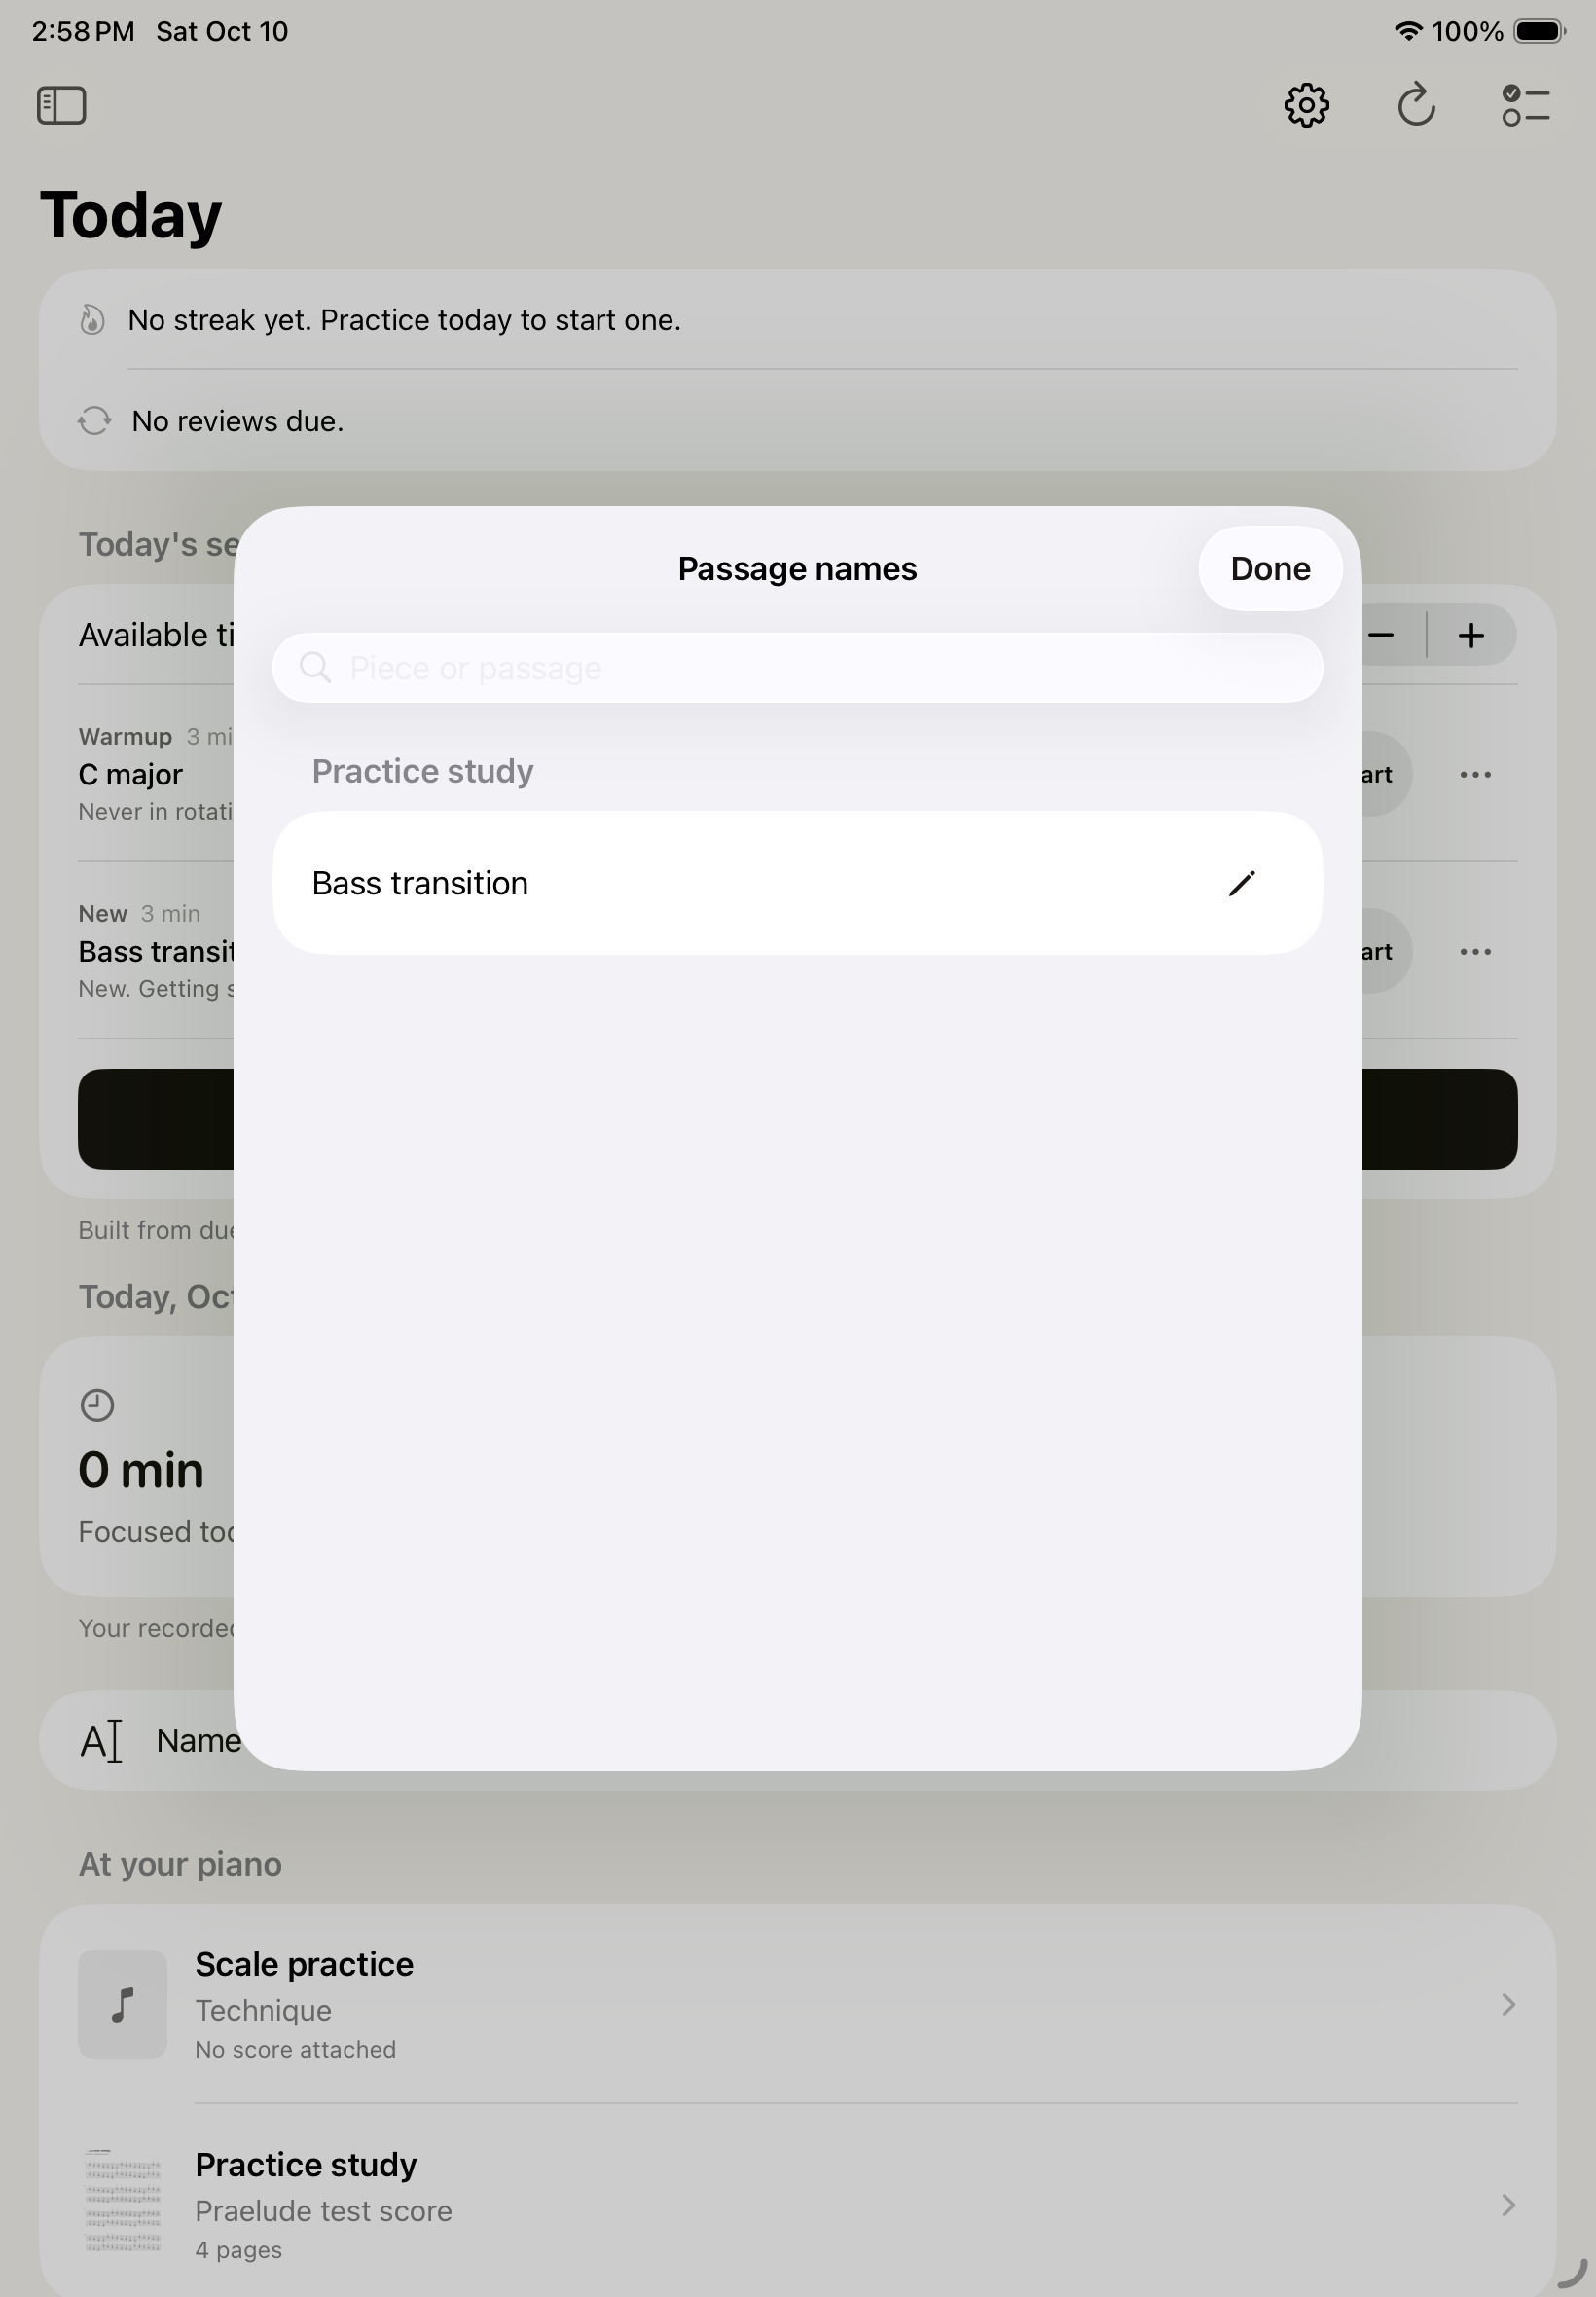 2:58 PM Sat Oct 10
100%
Today
No streak yet. Practice today to start one.
No reviews due.
Today's se
Passage names
Done
Available ti
Piece or passage
Warmup 3 mi
C major
Never in rotati
art
Practice study
Bass transition
New 3 min
Bass transit
New. Getting s
art
Built from due
Today, Oct
0 min
Focused tod
Your recorded
Name
At your piano
Scale practice
Technique
No score attached
Practice study
Praelude test score
4 pages